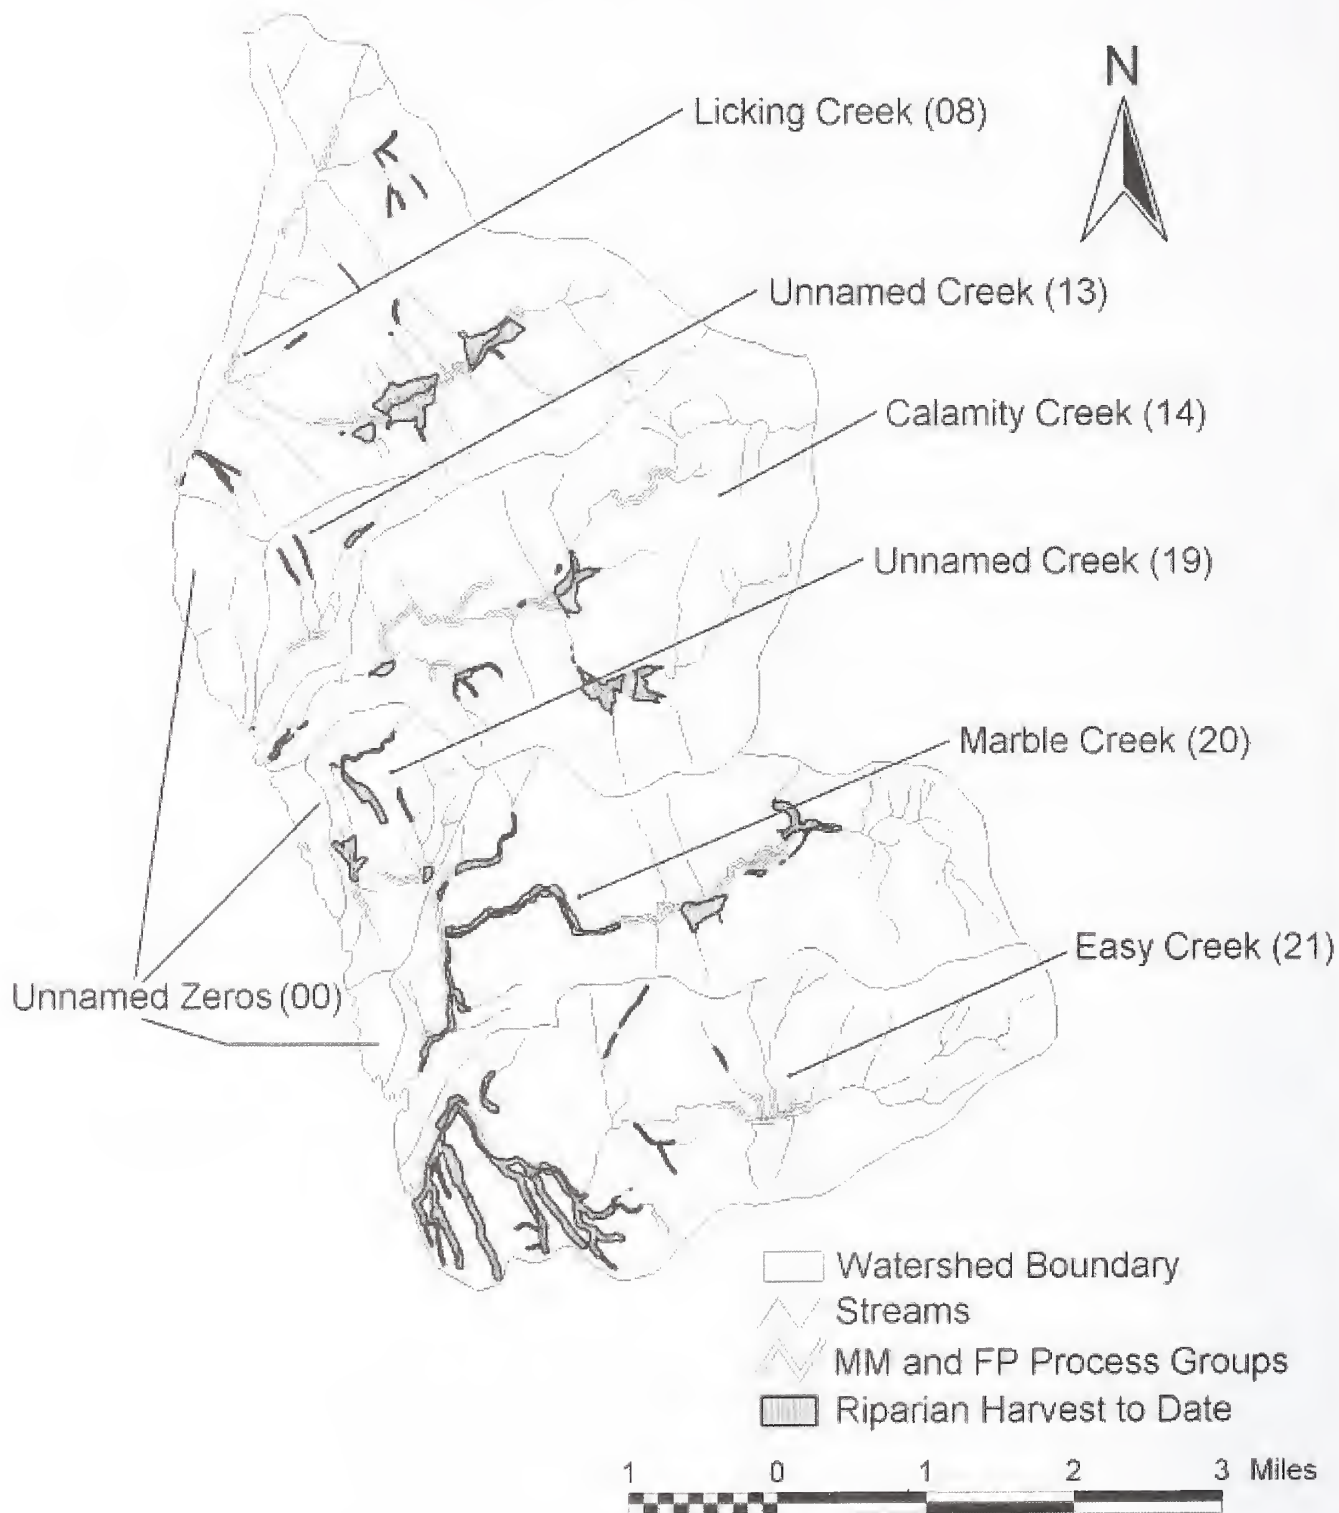 N
Licking Creek (08)
Unnamed Creek (13)
Calamity Creek (14)
Unnamed Creek (19)
Marble Creek (20)
Easy Creek (21)
Unnamed Zeros (00)
Watershed Boundary
Streams
MM and FP Process Groups
Riparian Harvest to Date
1 0 1 2 3 Miles